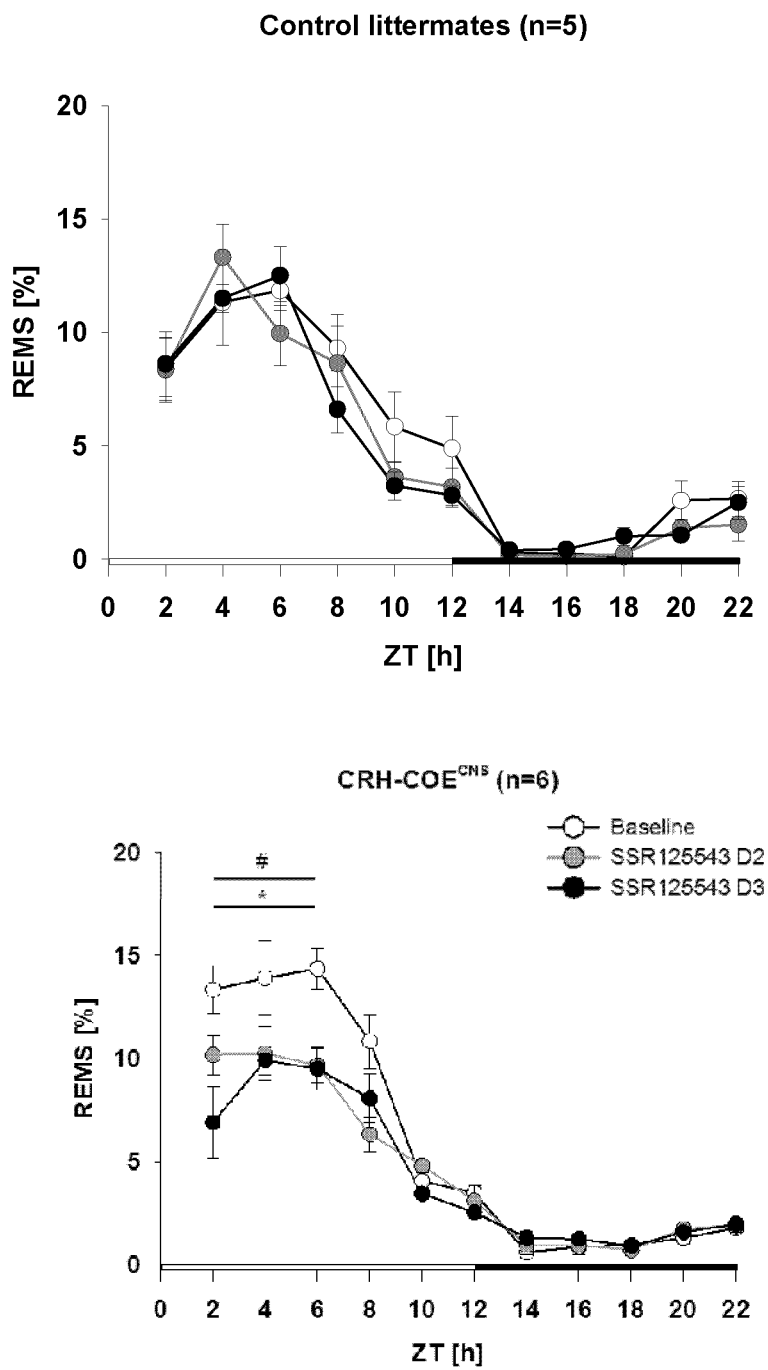 Control littermates (n=5)
20
15
10
5
0
REMS [%]
0 2 4 6 8 10 12 14 16 18 20 22
ZT [h]
CRH-COE^CNS (n=6)
Baseline
SSR125543 D2
SSR125543 D3
#
*
20
15
10
5
0
REMS [%]
0 2 4 6 8 10 12 14 16 18 20 22
ZT [h]